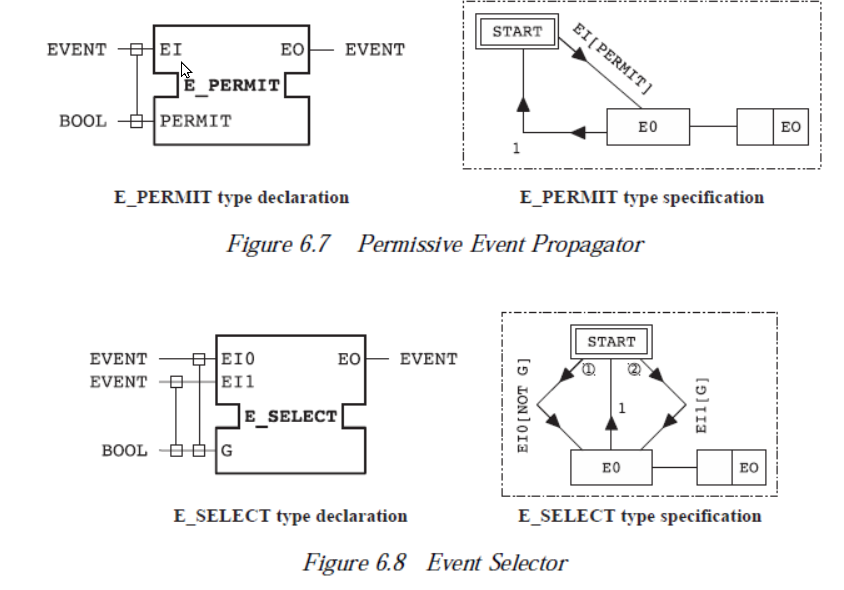 EVENT EI EO EVENT
E_PERMIT
BOOL PERMIT
START
EI[PERMIT]
E0 EO
1
E_PERMIT type declaration
E_PERMIT type specification
Figure 6.7 Permissive Event Propagator
EVENT EI0 EO EVENT
EVENT EI1
E_SELECT
BOOL G
START
① ②
EI0[NOT G]
1
EI1[G]
E0 EO
E_SELECT type declaration
E_SELECT type specification
Figure 6.8 Event Selector